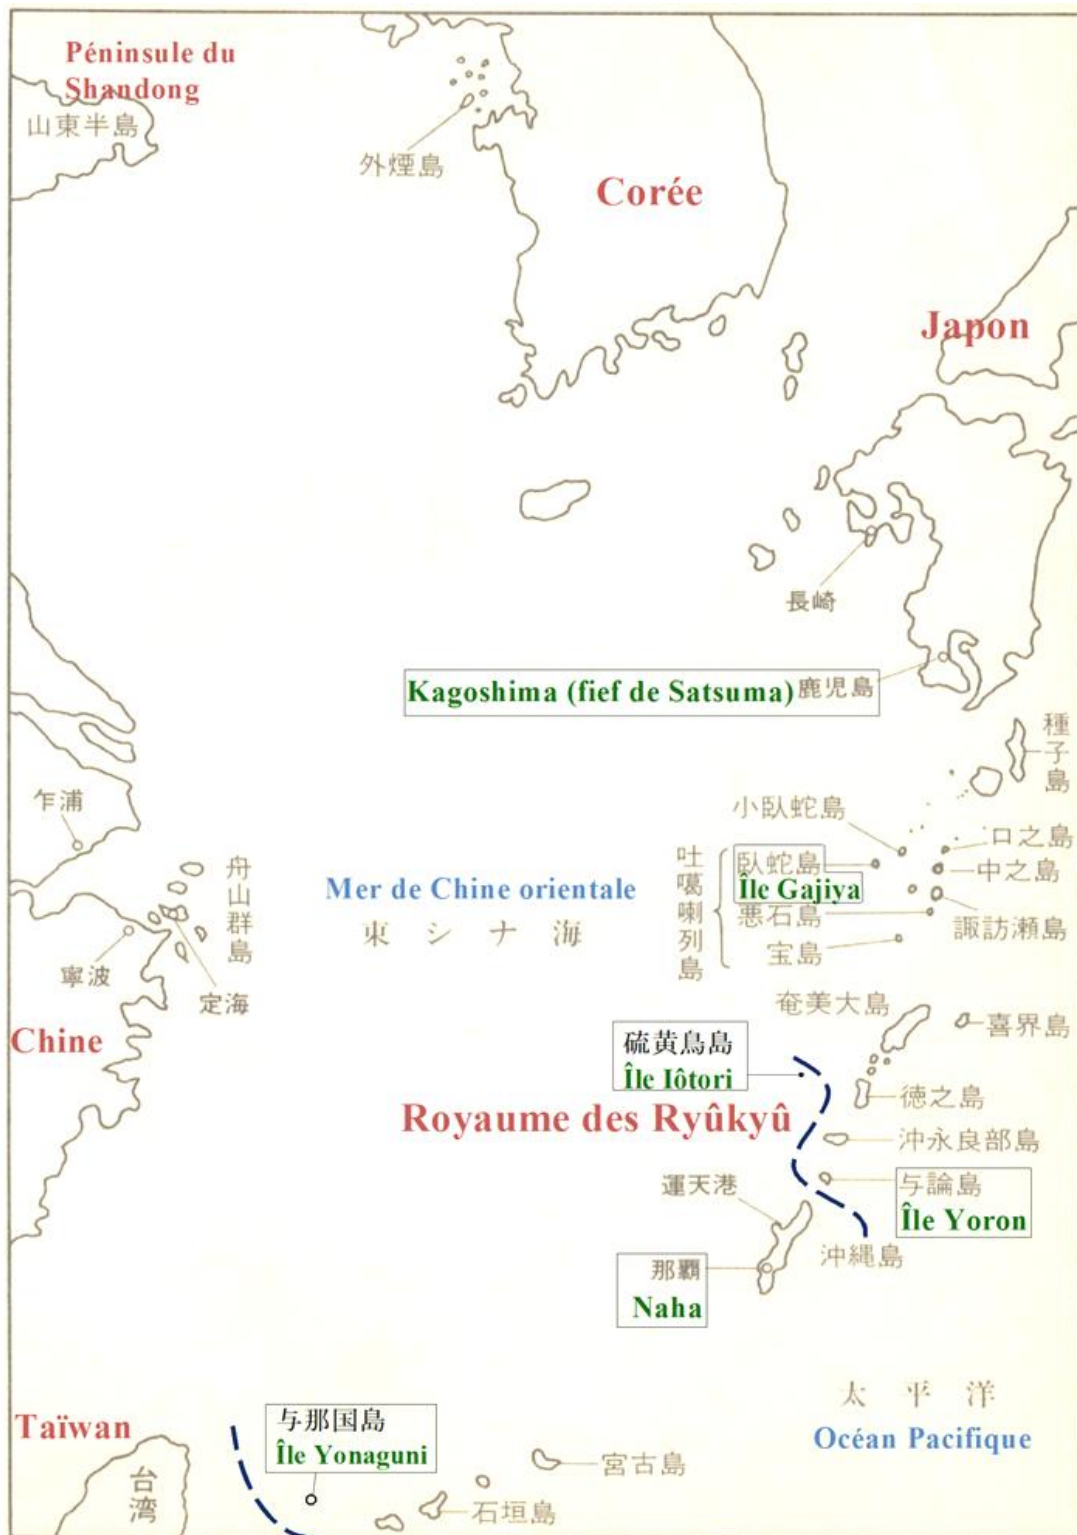 Péninsule du
Shandong
山東半島
外煙島
Corée
Japon
長崎
Kagoshima (fief de Satsuma) 鹿児島
種子島
乍浦
小臥蛇島
口之島
舟山群島
吐噶喇列島
臥蛇島
Île Gajiya
中之島
Mer de Chine orientale
東シナ海
悪石島
諏訪瀬島
宝島
寧波
定海
奄美大島
喜界島
Chine
硫黄鳥島
Île Iôtori
徳之島
Royaume des Ryûkyû
沖永良部島
運天港
与論島
Île Yoron
沖縄島
那覇
Naha
太平洋
Océan Pacifique
Taïwan
台湾
与那国島
Île Yonaguni
宮古島
石垣島